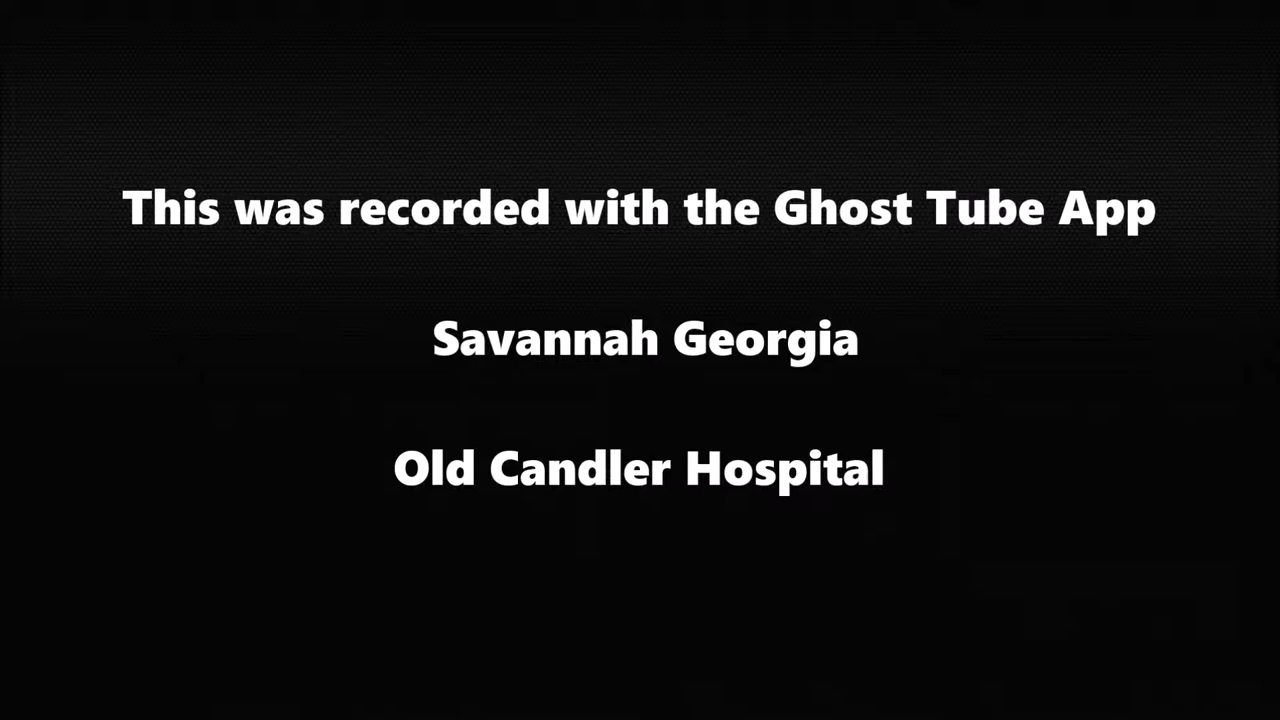 This was recorded with the Ghost Tube App
Savannah Georgia
Old Candler Hospital